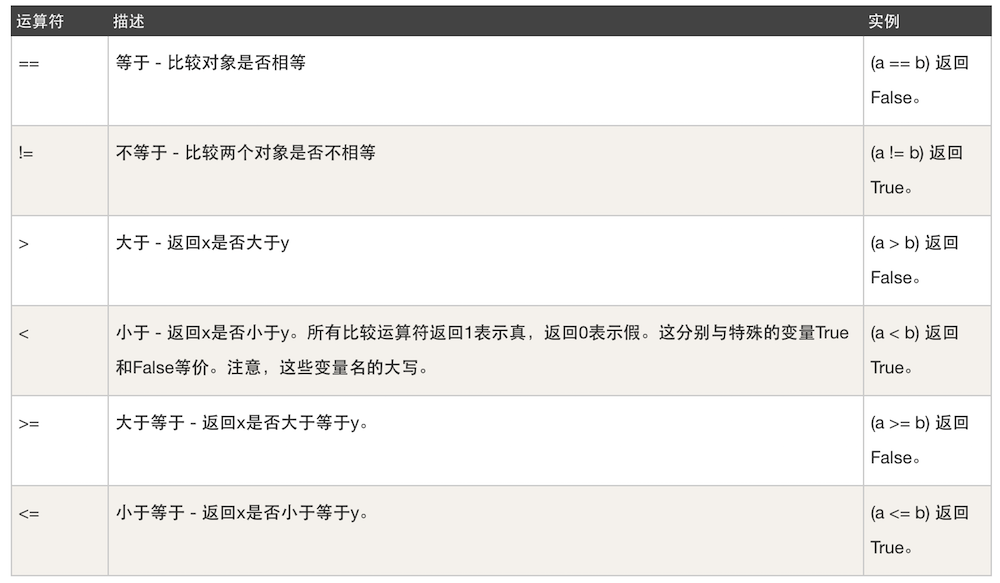 运算符 描述 实例
== 等于 - 比较对象是否相等 (a == b) 返回
False。
!= 不等于 - 比较两个对象是否不相等 (a != b) 返回
True。
> 大于 - 返回x是否大于y (a > b) 返回
False。
< 小于 - 返回x是否小于y。所有比较运算符返回1表示真，返回0表示假。这分别与特殊的变量True (a < b) 返回
和False等价。注意，这些变量名的大写。 True。
>= 大于等于 - 返回x是否大于等于y。 (a >= b) 返回
False。
<= 小于等于 - 返回x是否小于等于y。 (a <= b) 返回
True。